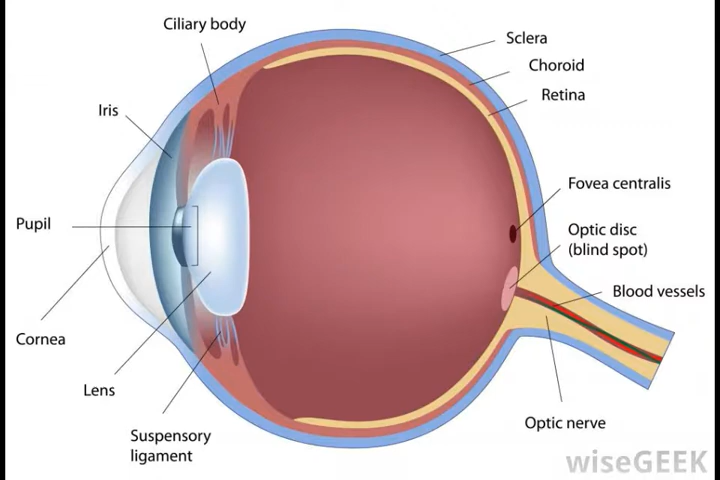 Ciliary body
Sclera
Choroid
Retina
Iris
Fovea centralis
Pupil
Optic disc
(blind spot)
Blood vessels
Cornea
Lens
Optic nerve
Suspensory
ligament
wiseGEEK